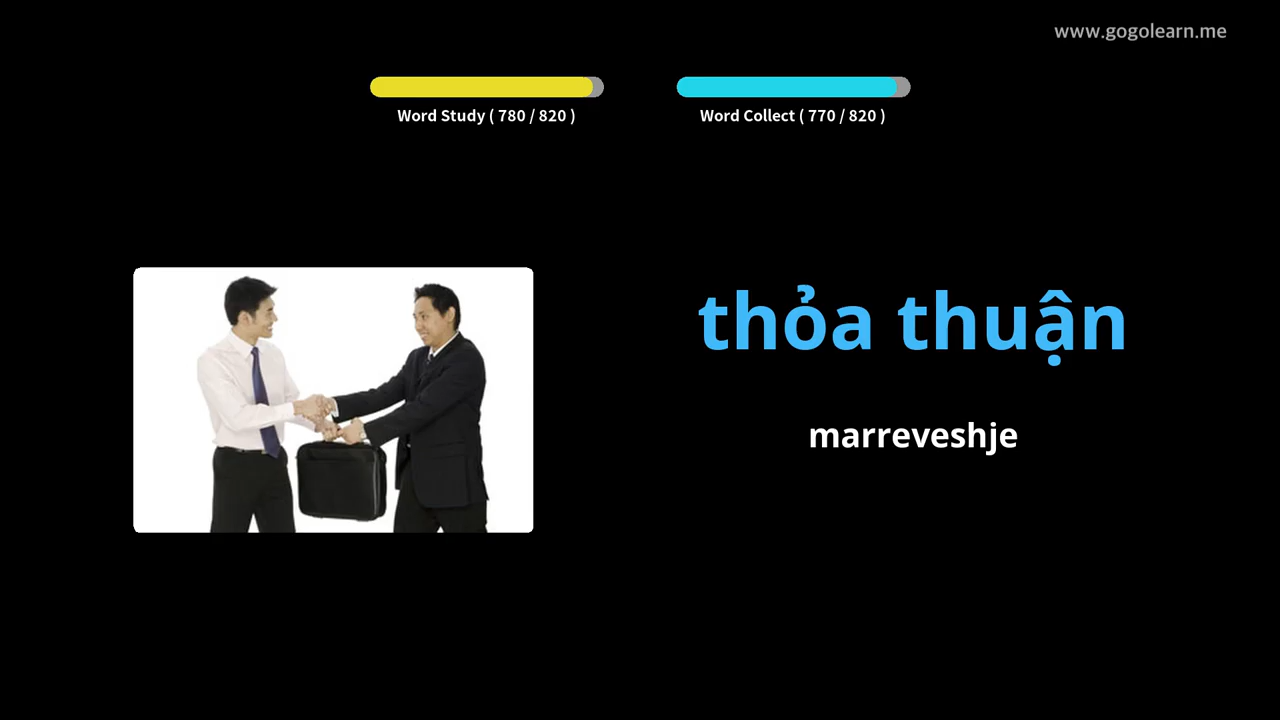 www.gogolearn.me
Word Study ( 780 / 820 )
Word Collect ( 770 / 820 )
thỏa thuận
marreveshje